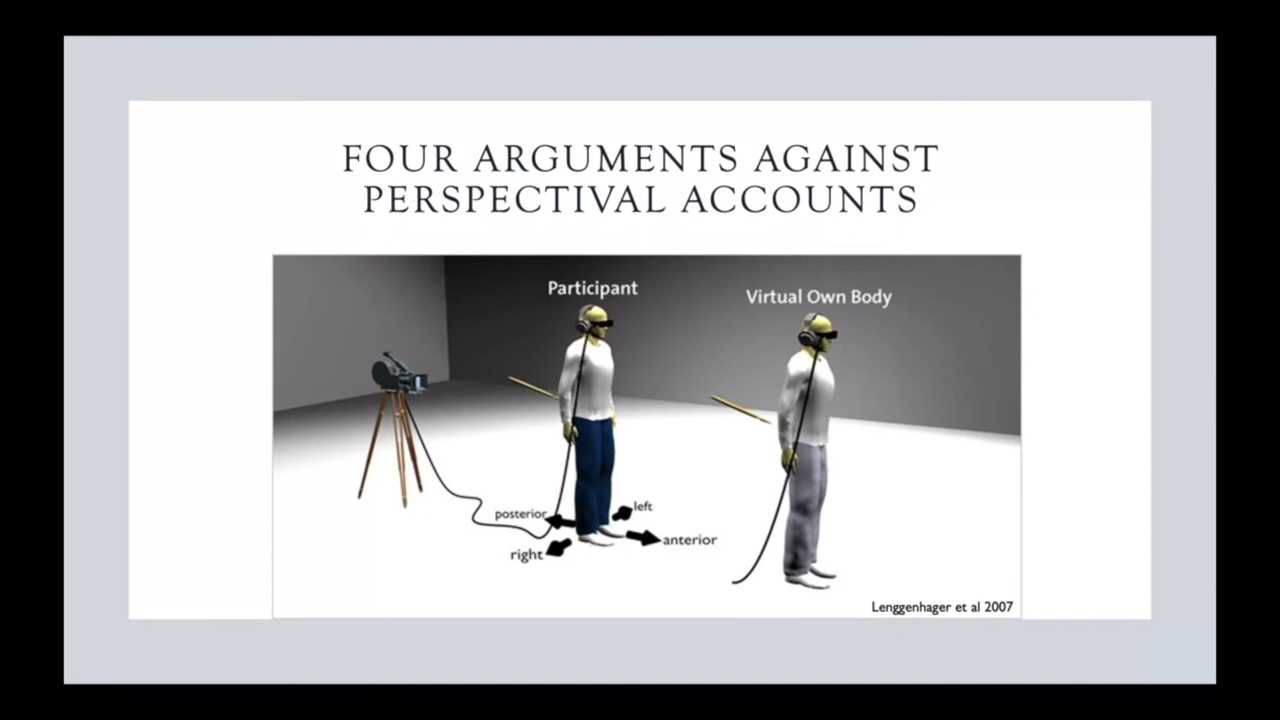 FOUR ARGUMENTS AGAINST
PERSPECTIVAL ACCOUNTS
Participant
Virtual Own Body
posterior
left
right
anterior
Lenggenhager et al 2007